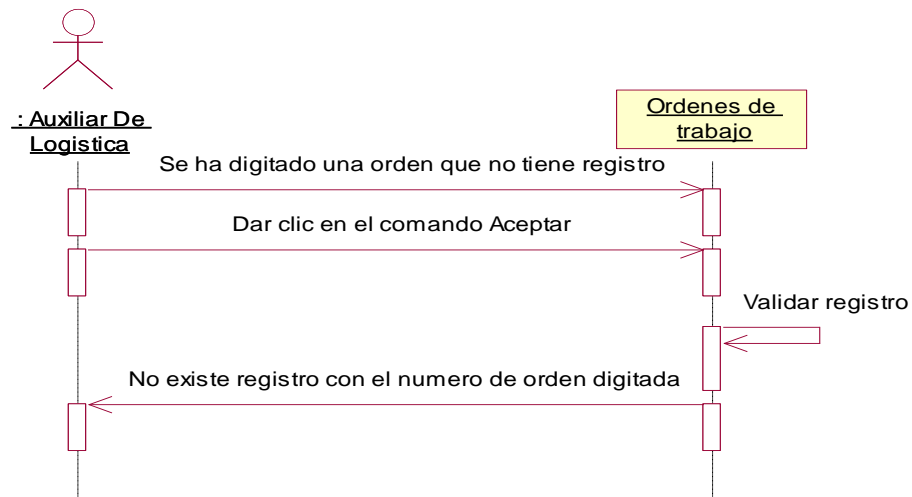 : Auxiliar De
Logistica
Ordenes de
trabajo
Se ha digitado una orden que no tiene registro
Dar clic en el comando Aceptar
Validar registro
No existe registro con el numero de orden digitada